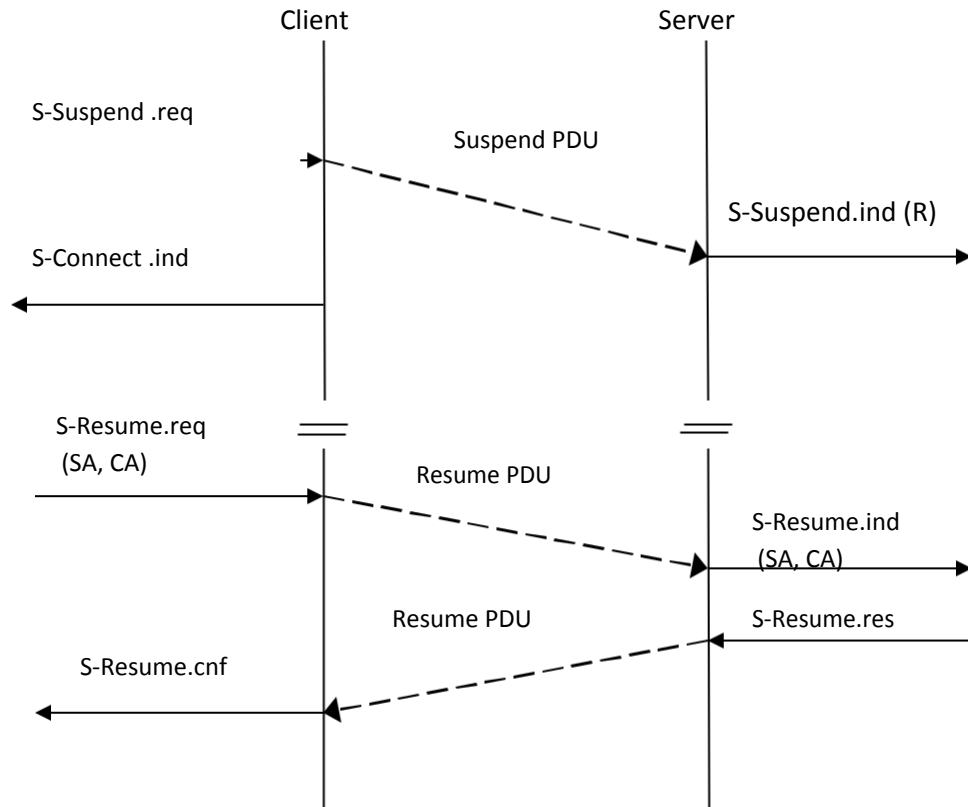 Client
Server
S-Suspend .req
Suspend PDU
S-Suspend.ind (R)
S-Connect .ind
S-Resume.req
(SA, CA)
Resume PDU
S-Resume.ind
(SA, CA)
Resume PDU
S-Resume.res
S-Resume.cnf